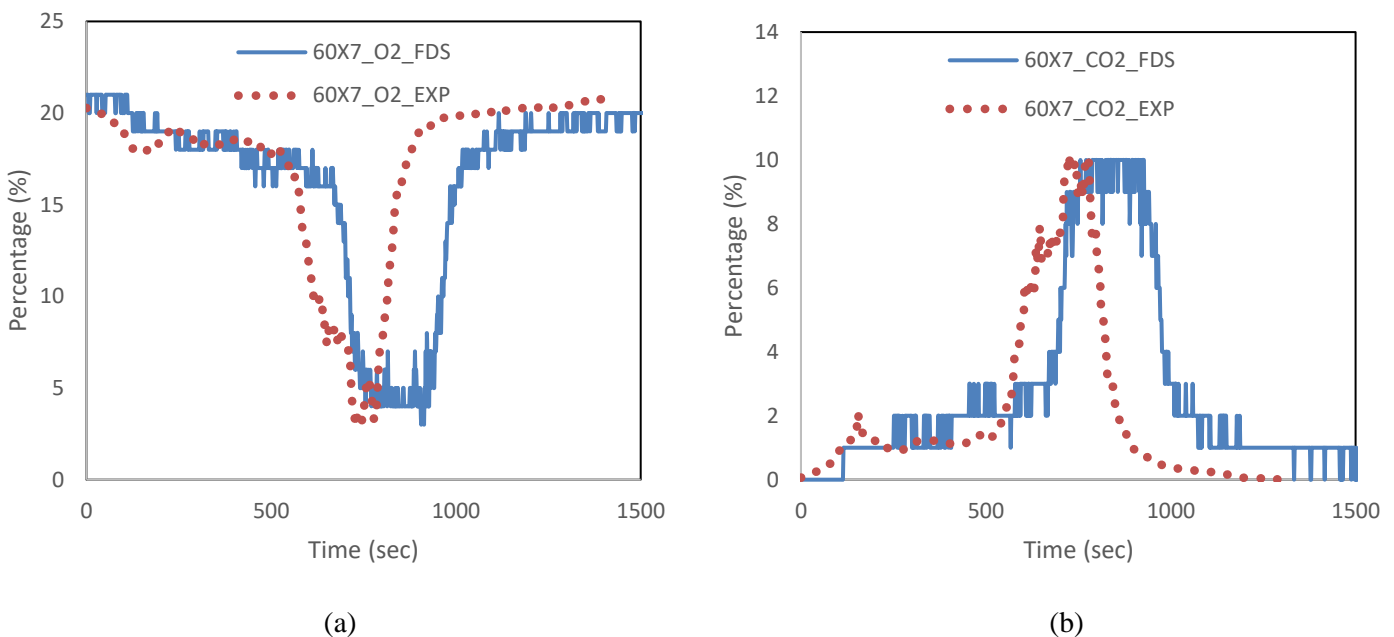 25
20
15
10
5
0
Percentage (%)
60X7_O2_FDS
60X7_O2_EXP
0 500 1000 1500
Time (sec)
(a)
14
12
10
8
6
4
2
0
Percentage (%)
60X7_CO2_FDS
60X7_CO2_EXP
0 500 1000 1500
Time (sec)
(b)